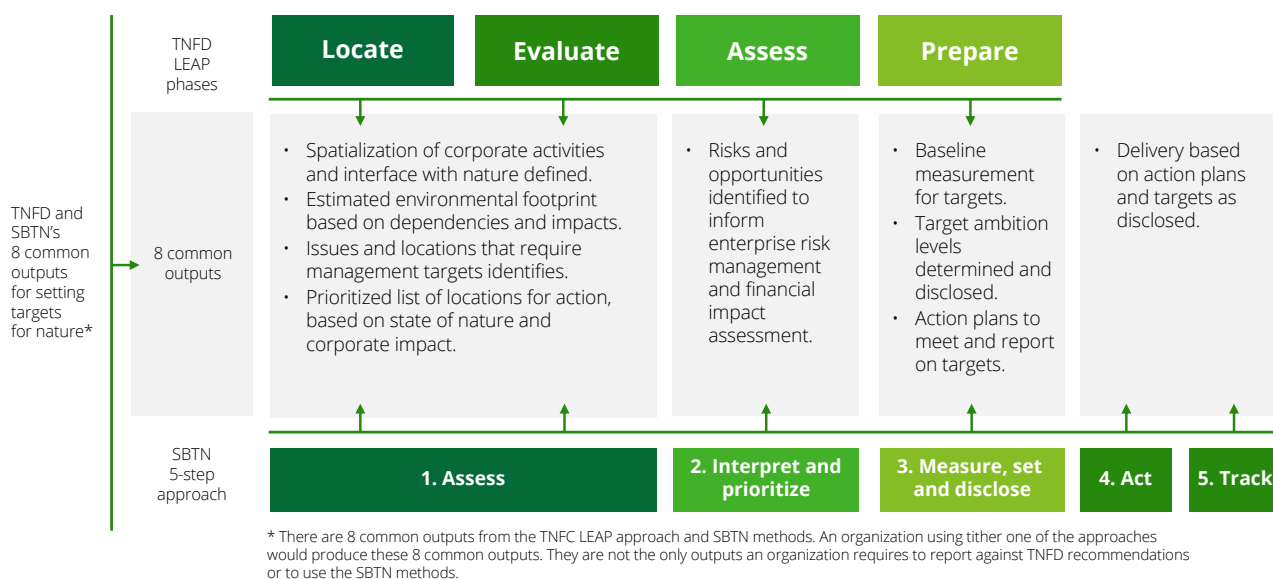 TNFD
LEAP
phases
Locate
Evaluate
Assess
Prepare
TNFD and
SBTN's
8 common
outputs
for setting
targets
for nature*
8 common
outputs
• Spatialization of corporate activities
and interface with nature defined.
• Estimated environmental footprint
based on dependencies and impacts.
• Issues and locations that require
management targets identifies.
• Prioritized list of locations for action,
based on state of nature and
corporate impact.
• Risks and
opportunities
identified to
inform
enterprise risk
management
and financial
impact
assessment.
• Baseline
measurement
for targets.
• Target ambition
levels
determined and
disclosed.
• Action plans to
meet and report
on targets.
• Delivery based
on action plans
and targets as
disclosed.
SBTN
5-step
approach
1. Assess
2. Interpret and
prioritize
3. Measure, set
and disclose
4. Act
5. Track
* There are 8 common outputs from the TNFC LEAP approach and SBTN methods. An organization using tither one of the approaches
would produce these 8 common outputs. They are not the only outputs an organization requires to report against TNFD recommendations
or to use the SBTN methods.